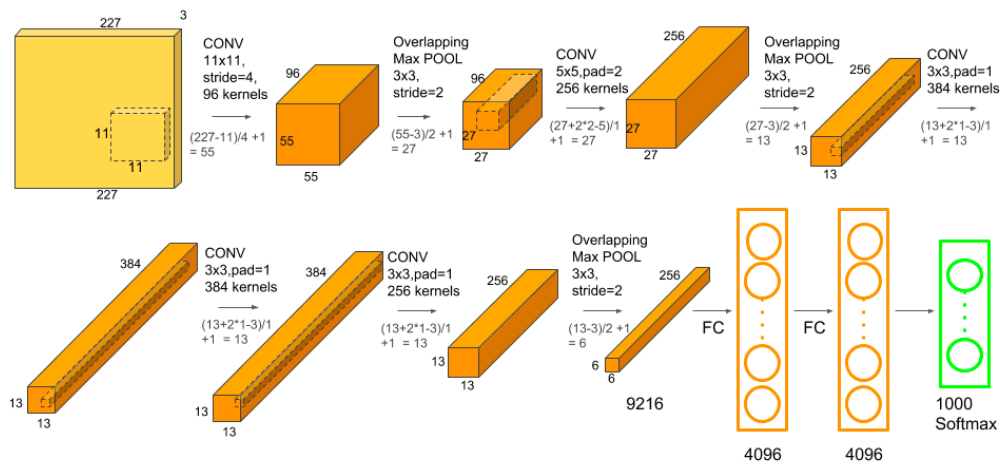 227
3
11
11
227
CONV
11x11,
stride=4,
96 kernels
(227-11)/4 +1
= 55
96
55
55
Overlapping
Max POOL
3x3,
stride=2
(55-3)/2 +1
= 27
96
27
27
CONV
5x5,pad=2
256 kernels
(27+2*2-5)/1
+1 = 27
256
27
27
Overlapping
Max POOL
3x3,
stride=2
(27-3)/2 +1
= 13
256
13
13
CONV
3x3,pad=1
384 kernels
(13+2*1-3)/1
+1 = 13
384
13
13
CONV
3x3,pad=1
384 kernels
(13+2*1-3)/1
+1 = 13
384
13
13
CONV
3x3,pad=1
256 kernels
(13+2*1-3)/1
+1 = 13
256
13
13
Overlapping
Max POOL
3x3,
stride=2
(13-3)/2 +1
= 6
256
6
6
9216
FC
4096
FC
4096
1000
Softmax